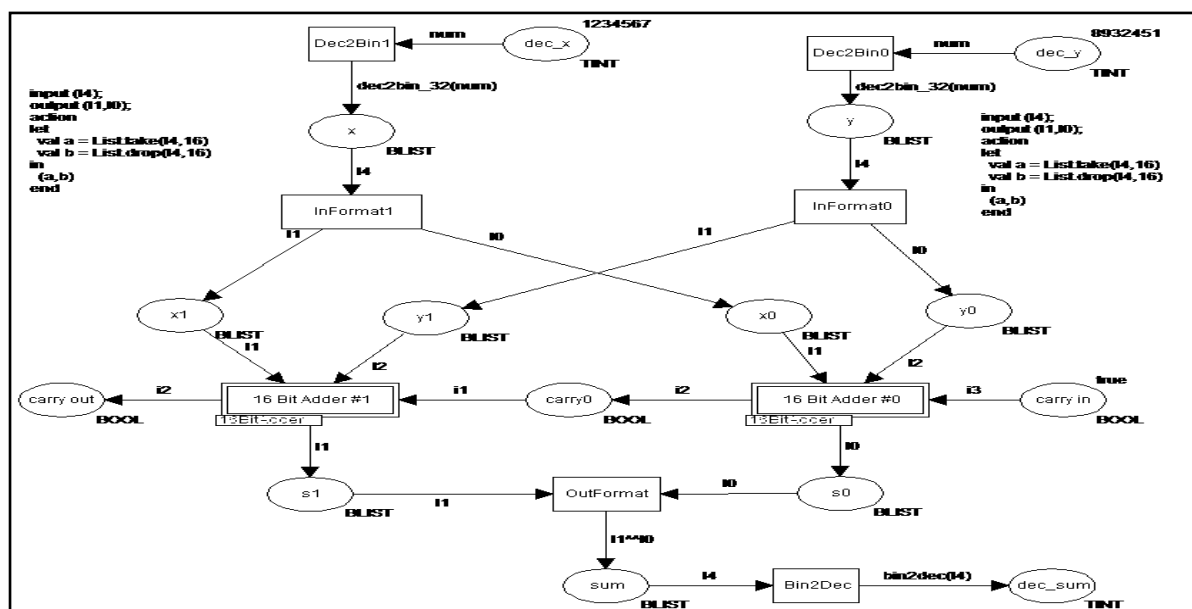 1234567
Dec2Bin1
num
dec_x
TINT
8932451
Dec2Bin0
num
dec_y
TINT
dec2bin_32(num)
dec2bin_32(num)
input (l4);
output (l1,l0);
action
let
val a = List.take(l4,16)
val b = List.drop(l4,16)
in
(a,b)
end
x
BLIST
y
BLIST
input (l4);
output (l1,l0);
action
let
val a = List.take(l4,16)
val b = List.drop(l4,16)
in
(a,b)
end
l4
l4
InFormat1
InFormat0
l1
l0
l1
l0
x1
BLIST
y1
BLIST
x0
BLIST
y0
BLIST
l1
l2
l1
l2
carry out
BOOL
i2
16 Bit Adder #1
i1
carry0
BOOL
i2
16 Bit Adder #0
i3
true
carry in
BOOL
l1
l0
s1
BLIST
l1
OutFormat
l0
s0
BLIST
l1^^l0
sum
BLIST
l4
Bin2Dec
bin2dec(l4)
dec_sum
TINT